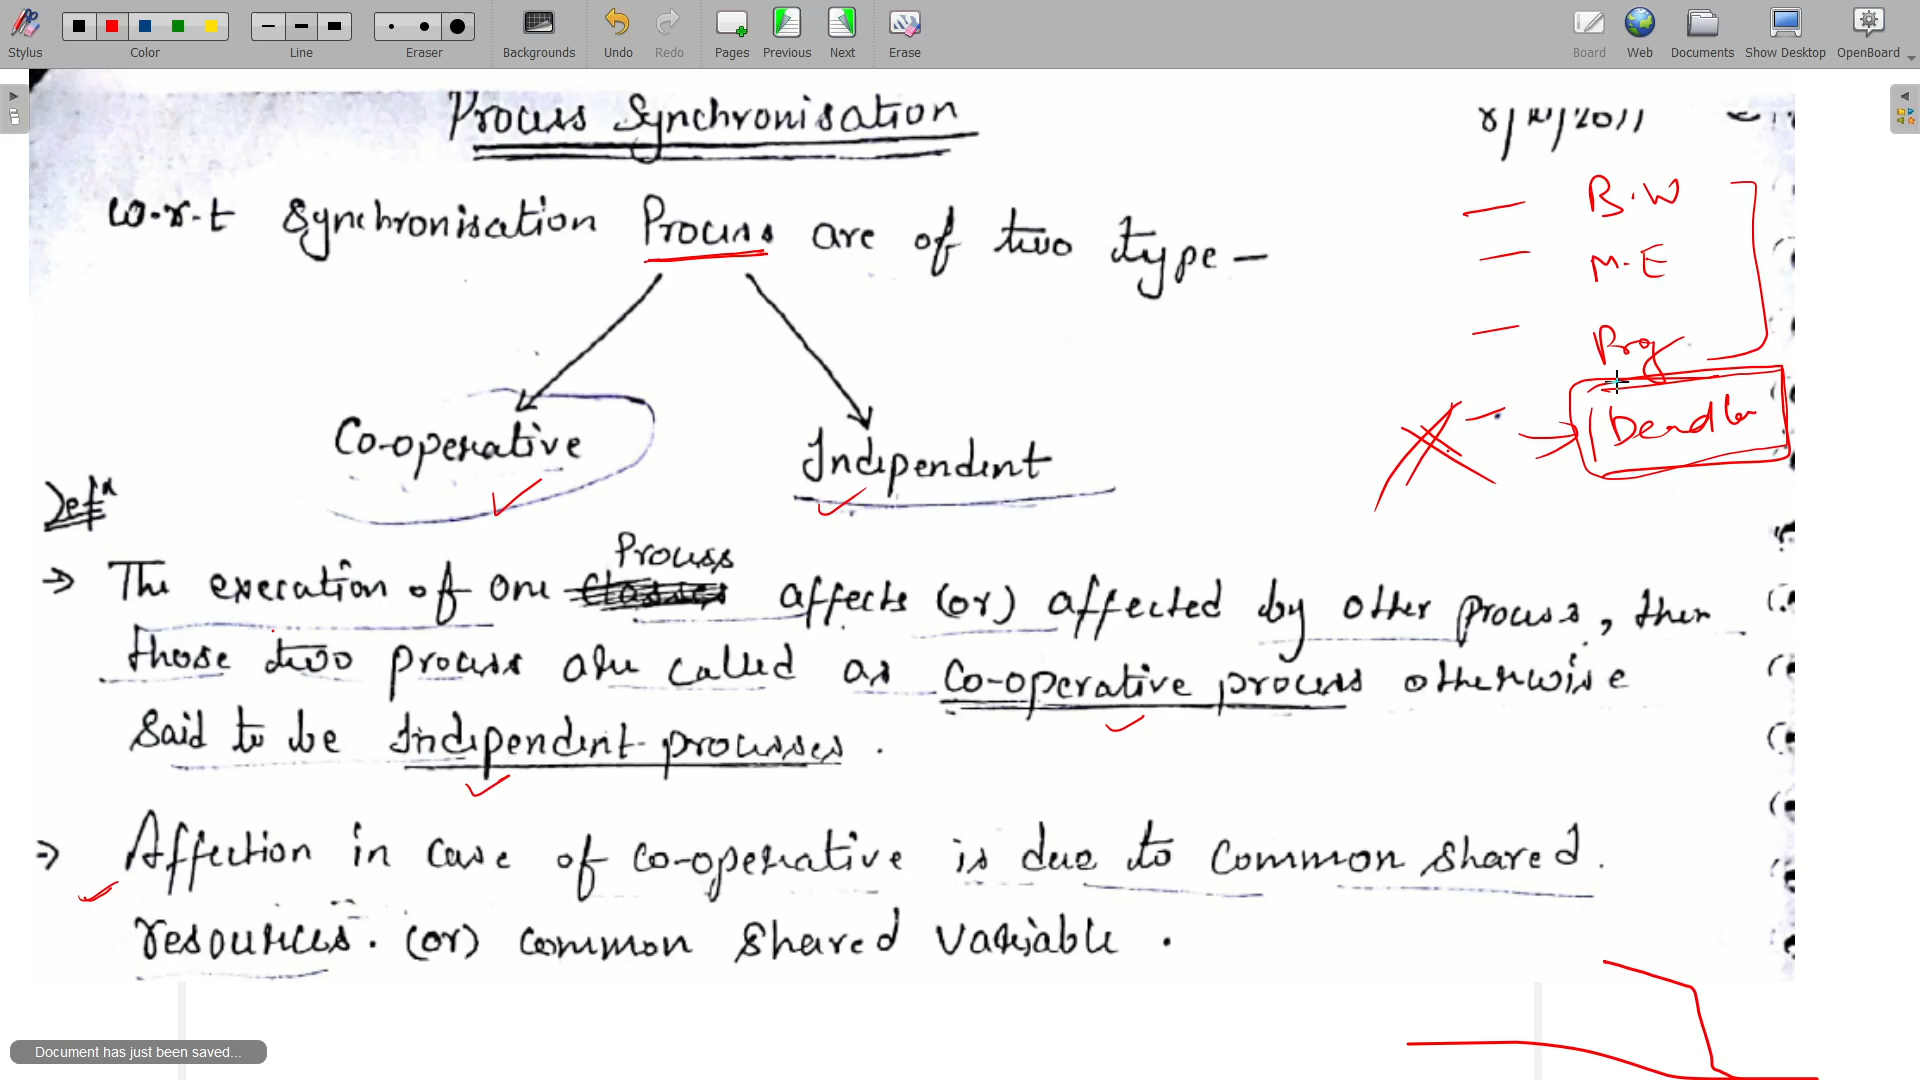 Stylus Color Line Eraser Backgrounds Undo Redo Pages Previous Next Erase Board Web Documents Show Desktop OpenBoard
Process Synchronisation
w.r.t Synchronisation Process are of two type -
B.W
M.E
Prog
Co-operative Independent
Defn
Process
→ The execution of one affects (or) affected by other process, then
those two process are called as Co-operative process otherwise
Said to be Independent processes.
→ Affection in case of co-operative is due to common shared.
resources. (or) common shared variable.
Document has just been saved...